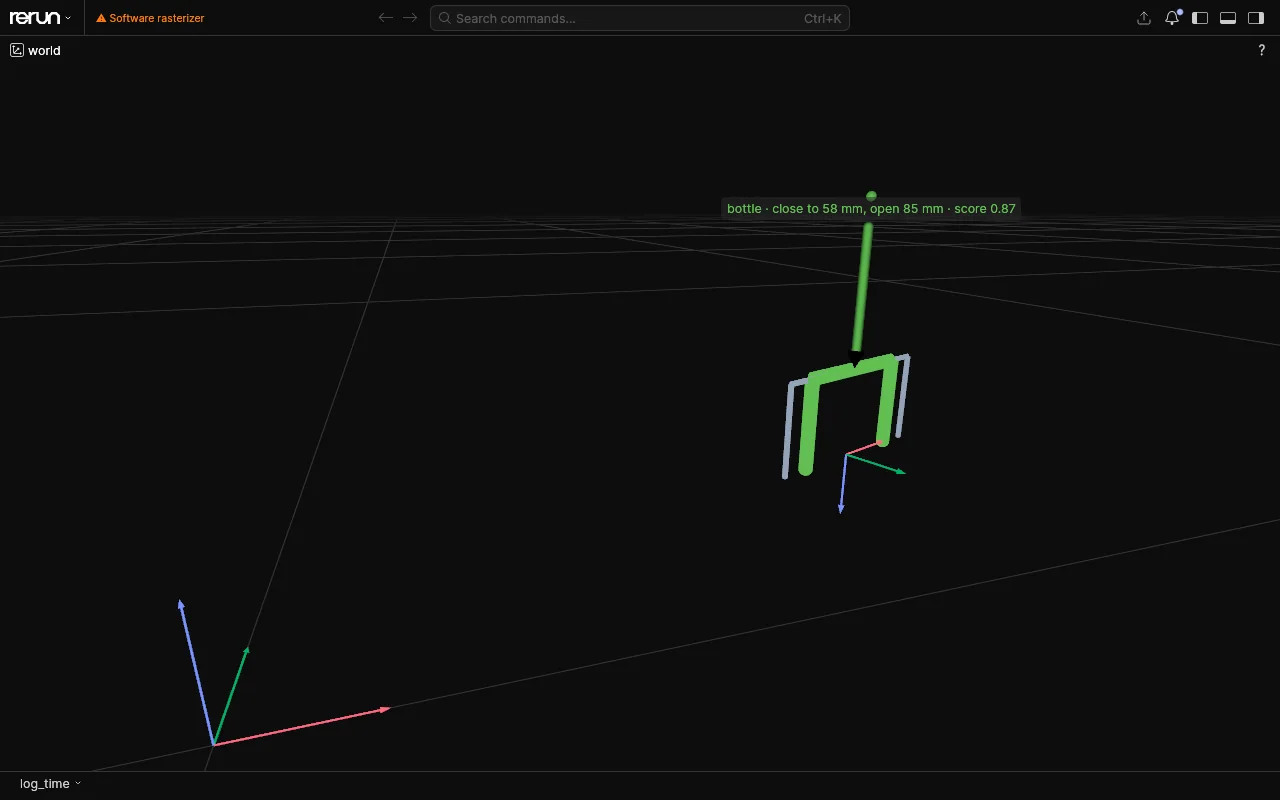 rerun
Software rasterizer
Search commands...
Ctrl+K
world
?
bottle · close to 58 mm, open 85 mm · score 0.87
log_time